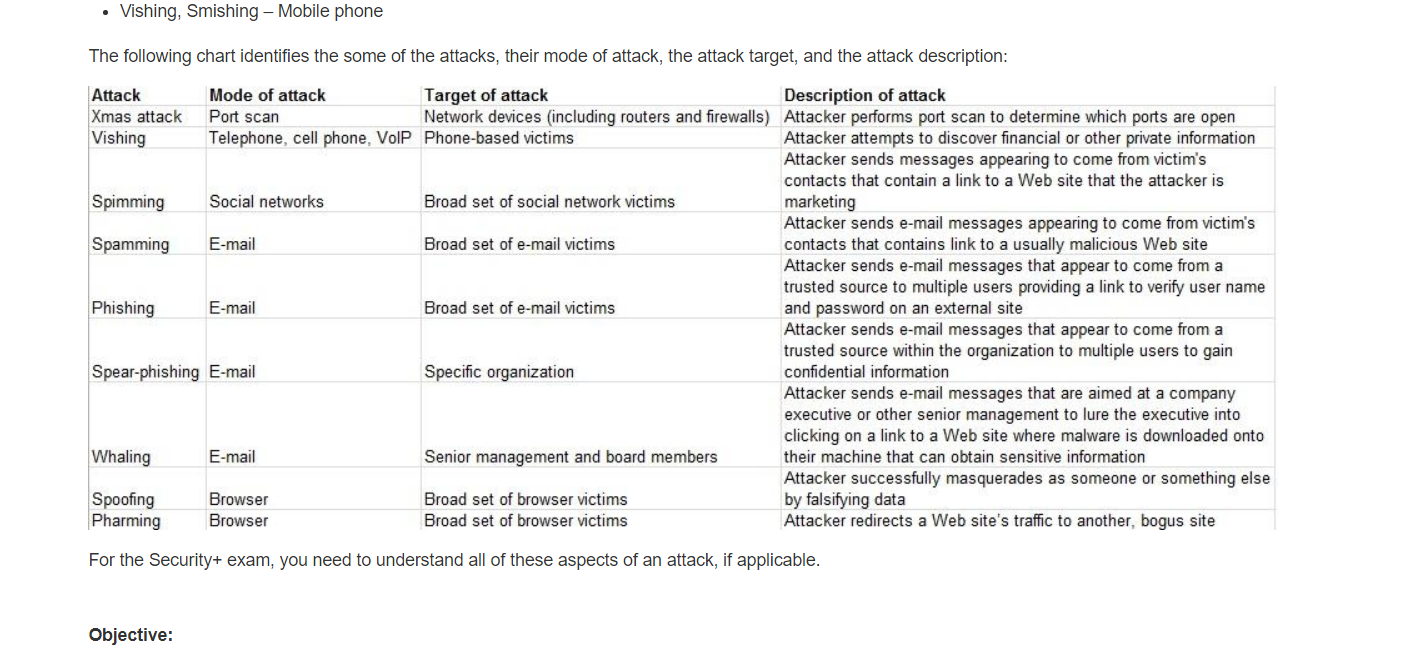 • Vishing, Smishing – Mobile phone
The following chart identifies the some of the attacks, their mode of attack, the attack target, and the attack description:
Attack Mode of attack Target of attack Description of attack
Xmas attack Port scan Network devices (including routers and firewalls) Attacker performs port scan to determine which ports are open
Vishing Telephone, cell phone, VoIP Phone-based victims Attacker attempts to discover financial or other private information
Attacker sends messages appearing to come from victim's
contacts that contain a link to a Web site that the attacker is
Spimming Social networks Broad set of social network victims marketing
Attacker sends e-mail messages appearing to come from victim's
Spamming E-mail Broad set of e-mail victims contacts that contains link to a usually malicious Web site
Attacker sends e-mail messages that appear to come from a
trusted source to multiple users providing a link to verify user name
Phishing E-mail Broad set of e-mail victims and password on an external site
Attacker sends e-mail messages that appear to come from a
trusted source within the organization to multiple users to gain
Spear-phishing E-mail Specific organization confidential information
Attacker sends e-mail messages that are aimed at a company
executive or other senior management to lure the executive into
clicking on a link to a Web site where malware is downloaded onto
Whaling E-mail Senior management and board members their machine that can obtain sensitive information
Attacker successfully masquerades as someone or something else
Spoofing Browser Broad set of browser victims by falsifying data
Pharming Browser Broad set of browser victims Attacker redirects a Web site's traffic to another, bogus site
For the Security+ exam, you need to understand all of these aspects of an attack, if applicable.
Objective: